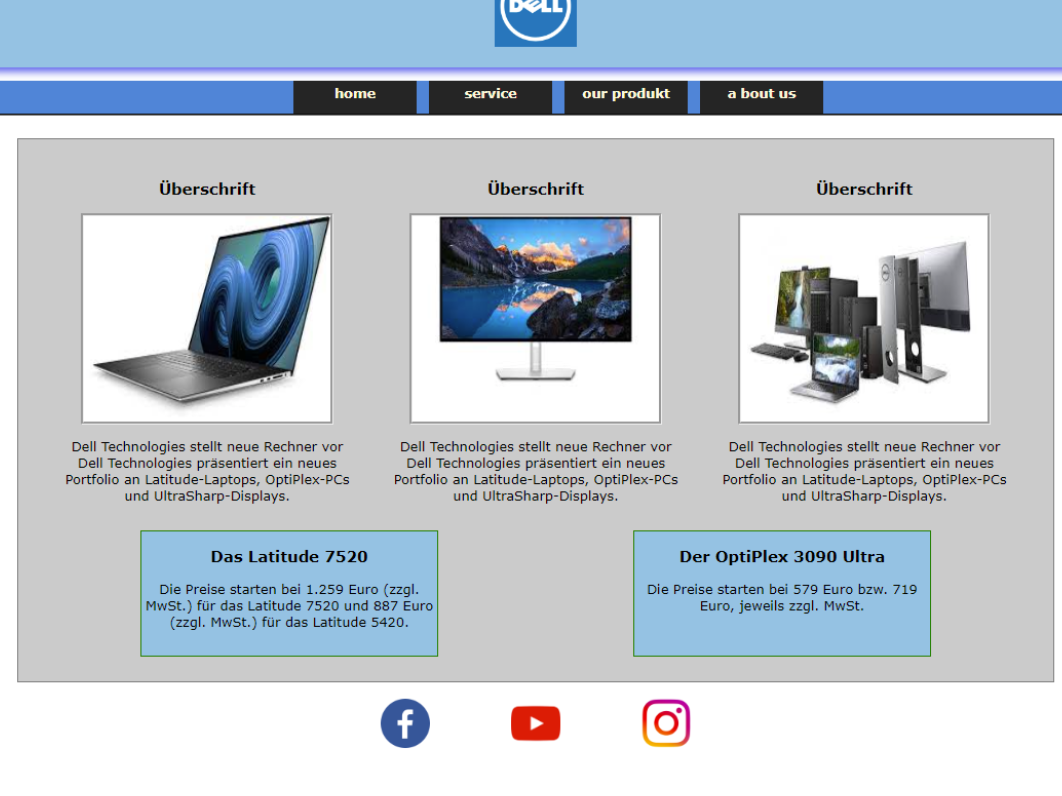 DELL
home service our produkt a bout us
Überschrift
Dell Technologies stellt neue Rechner vor
Dell Technologies präsentiert ein neues
Portfolio an Latitude-Laptops, OptiPlex-PCs
und UltraSharp-Displays.
Überschrift
Dell Technologies stellt neue Rechner vor
Dell Technologies präsentiert ein neues
Portfolio an Latitude-Laptops, OptiPlex-PCs
und UltraSharp-Displays.
Überschrift
Dell Technologies stellt neue Rechner vor
Dell Technologies präsentiert ein neues
Portfolio an Latitude-Laptops, OptiPlex-PCs
und UltraSharp-Displays.
Das Latitude 7520
Die Preise starten bei 1.259 Euro (zzgl.
MwSt.) für das Latitude 7520 und 887 Euro
(zzgl. MwSt.) für das Latitude 5420.
Der OptiPlex 3090 Ultra
Die Preise starten bei 579 Euro bzw. 719
Euro, jeweils zzgl. MwSt.